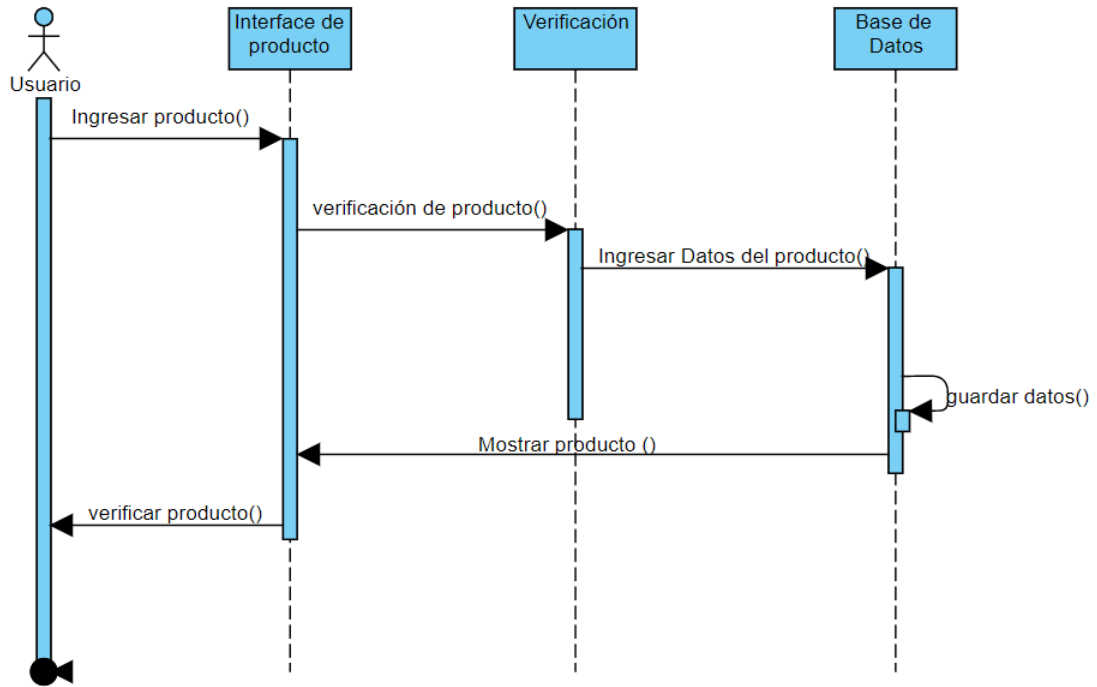 Usuario
Interface de
producto
Verificación
Base de
Datos
Ingresar producto()
verificación de producto()
Ingresar Datos del producto()
guardar datos()
Mostrar producto ()
verificar producto()